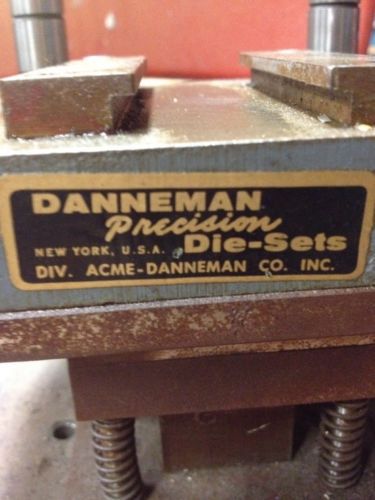 DANNEMAN
Precision
NEW YORK, U.S.A. Die-Sets
DIV. ACME-DANNEMAN CO. INC.